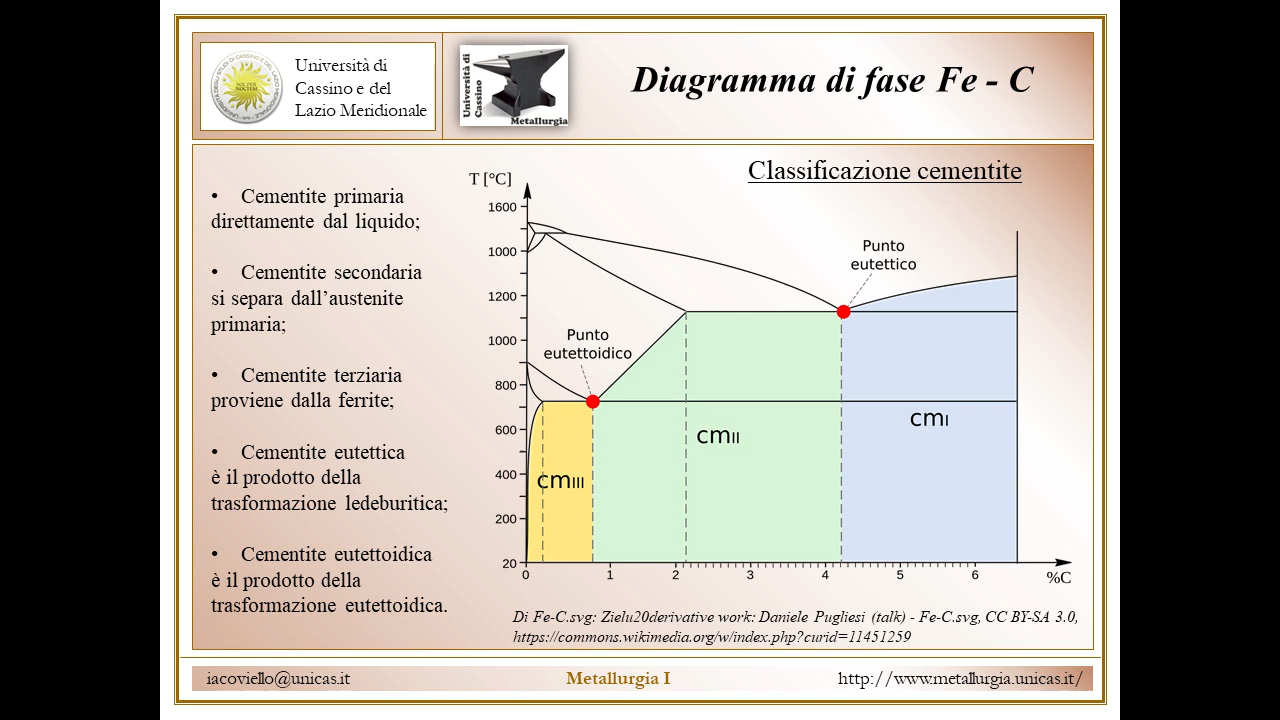 Università di
Cassino e del
Lazio Meridionale
Università di
Cassino
Metallurgia
Diagramma di fase Fe - C
Classificazione cementite
• Cementite primaria
direttamente dal liquido;
• Cementite secondaria
si separa dall’austenite
primaria;
• Cementite terziaria
proviene dalla ferrite;
• Cementite eutettica
è il prodotto della
trasformazione ledeburitica;
• Cementite eutettoidica
è il prodotto della
trasformazione eutettoidica.
T [°C]
1600
1000
1200
1000
800
600
400
200
20
0 1 2 3 4 5 6
%C
Punto
eutettico
Punto
eutettoidico
cmI
cmII
cmIII
Di Fe-C.svg: Zielu20derivative work: Daniele Pugliesi (talk) - Fe-C.svg, CC BY-SA 3.0,
https://commons.wikimedia.org/w/index.php?curid=11451259
iacoviello@unicas.it
Metallurgia I
http://www.metallurgia.unicas.it/